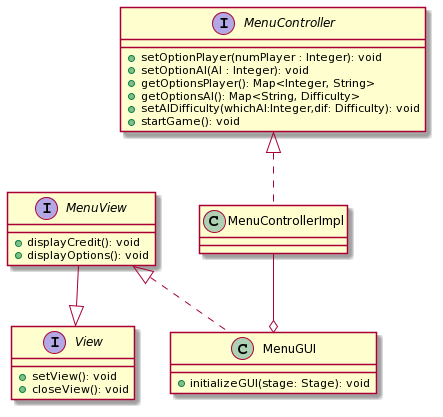 I MenuController
setOptionPlayer(numPlayer : Integer): void
setOptionAI(AI : Integer): void
getOptionsPlayer(): Map<Integer, String>
getOptionsAI(): Map<String, Difficulty>
setAIDifficulty(whichAI:Integer,dif: Difficulty): void
startGame(): void
I MenuView
displayCredit(): void
displayOptions(): void
C MenuControllerImpl
I View
setView(): void
closeView(): void
C MenuGUI
initializeGUI(stage: Stage): void